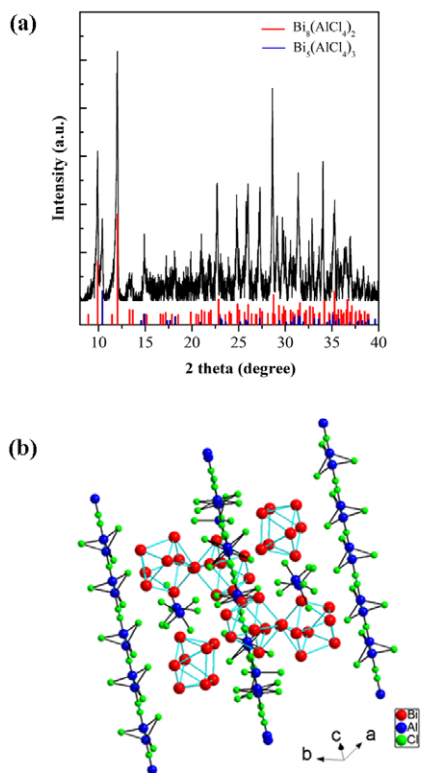 (a)
Bi₈(AlCl₄)₂
Bi₅(AlCl₄)₃
Intensity (a.u.)
10 15 20 25 30 35 40
2 theta (degree)
(b)
Bi
Al
Cl
c a
b